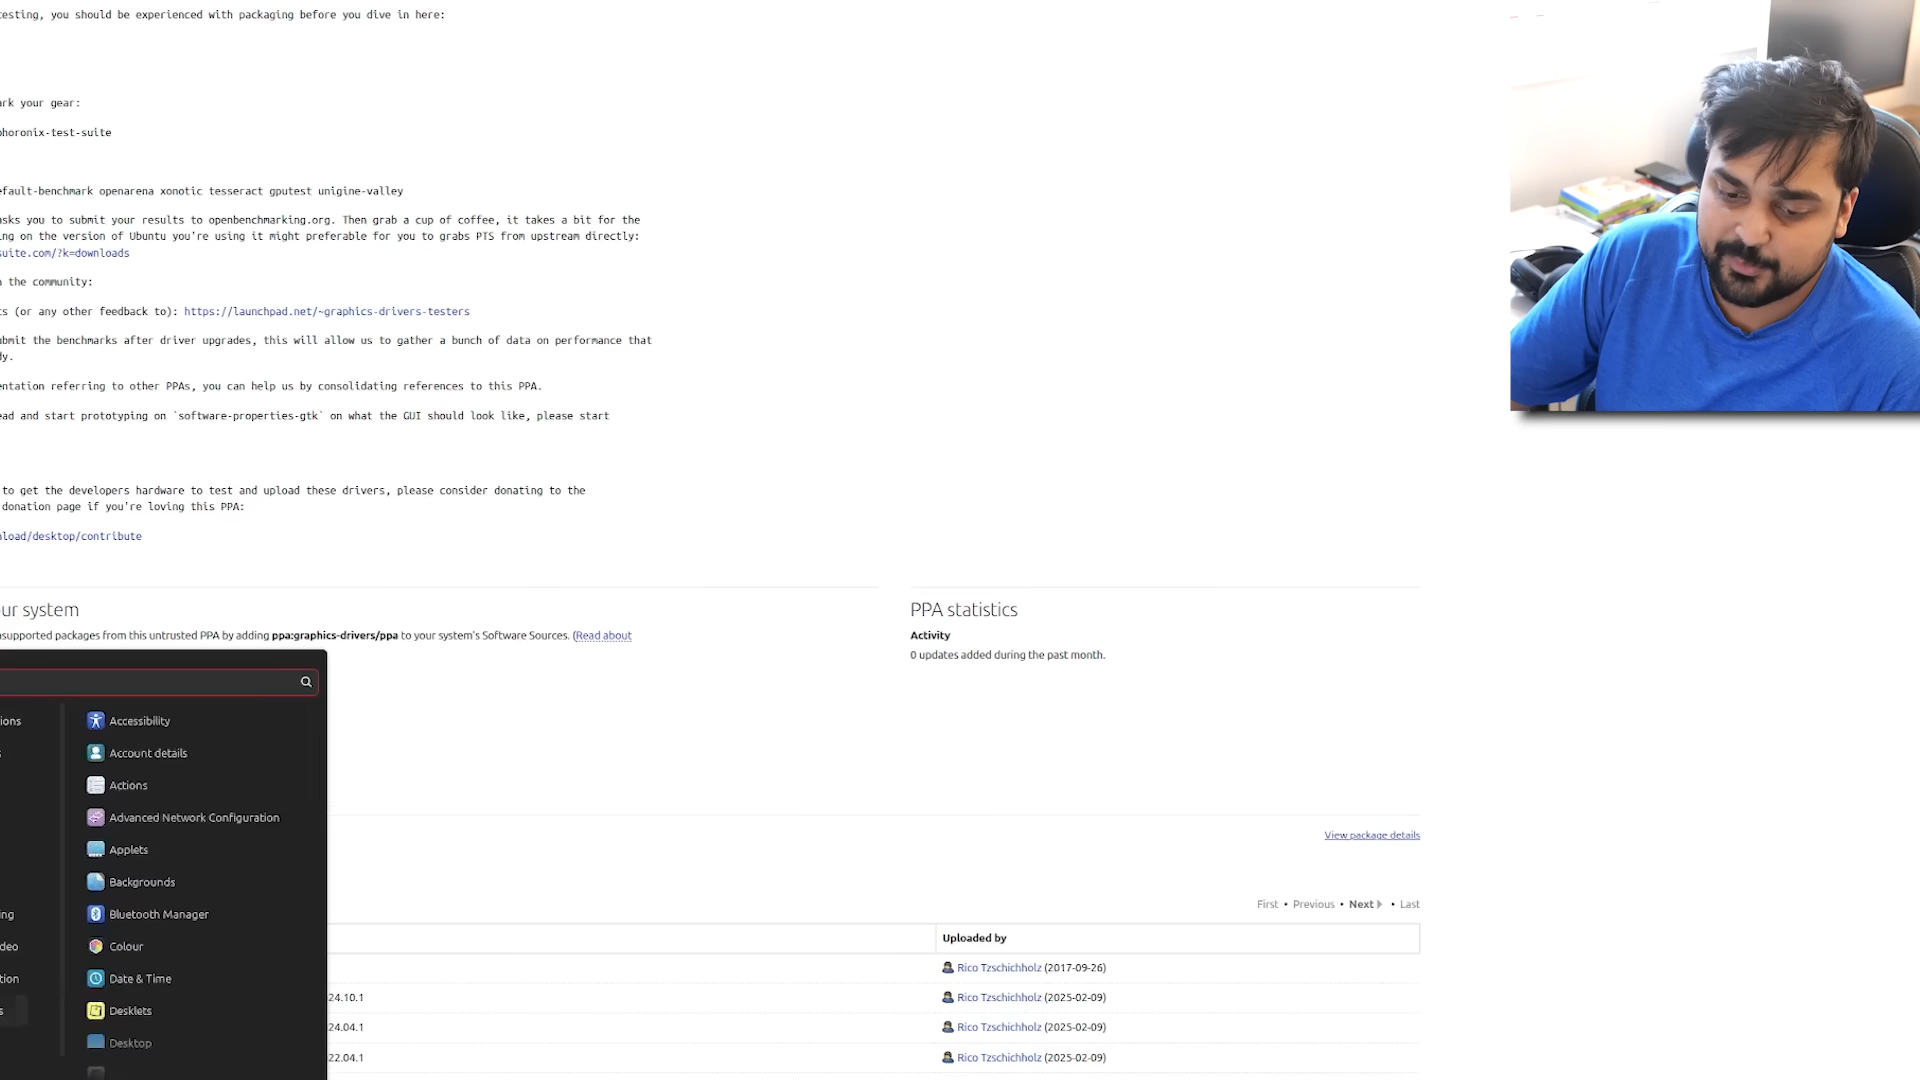 testing, you should be experienced with packaging before you dive in here:
ark your gear:
phoronix-test-suite
efault-benchmark openarena xonotic tesseract gputest unigine-valley
asks you to submit your results to openbenchmarking.org. Then grab a cup of coffee, it takes a bit for the
ing on the version of Ubuntu you're using it might preferable for you to grabs PTS from upstream directly:
suite.com/?k=downloads
n the community:
ts (or any other feedback to): https://launchpad.net/~graphics-drivers-testers
ubmit the benchmarks after driver upgrades, this will allow us to gather a bunch of data on performance that
dy.
entation referring to other PPAs, you can help us by consolidating references to this PPA.
ead and start prototyping on `software-properties-gtk` on what the GUI should look like, please start
to get the developers hardware to test and upload these drivers, please consider donating to the
donation page if you're loving this PPA:
nload/desktop/contribute
our system
nsupported packages from this untrusted PPA by adding ppa:graphics-drivers/ppa to your system's Software Sources. (Read about
PPA statistics
Activity
0 updates added during the past month.
ions
s
ing
deo
tion
s
Accessibility
Account details
Actions
Advanced Network Configuration
Applets
Backgrounds
Bluetooth Manager
Colour
Date & Time
Desklets
Desktop
View package details
First • Previous • Next • Last
Uploaded by
Rico Tzschichholz (2017-09-26)
24.10.1 Rico Tzschichholz (2025-02-09)
24.04.1 Rico Tzschichholz (2025-02-09)
22.04.1 Rico Tzschichholz (2025-02-09)